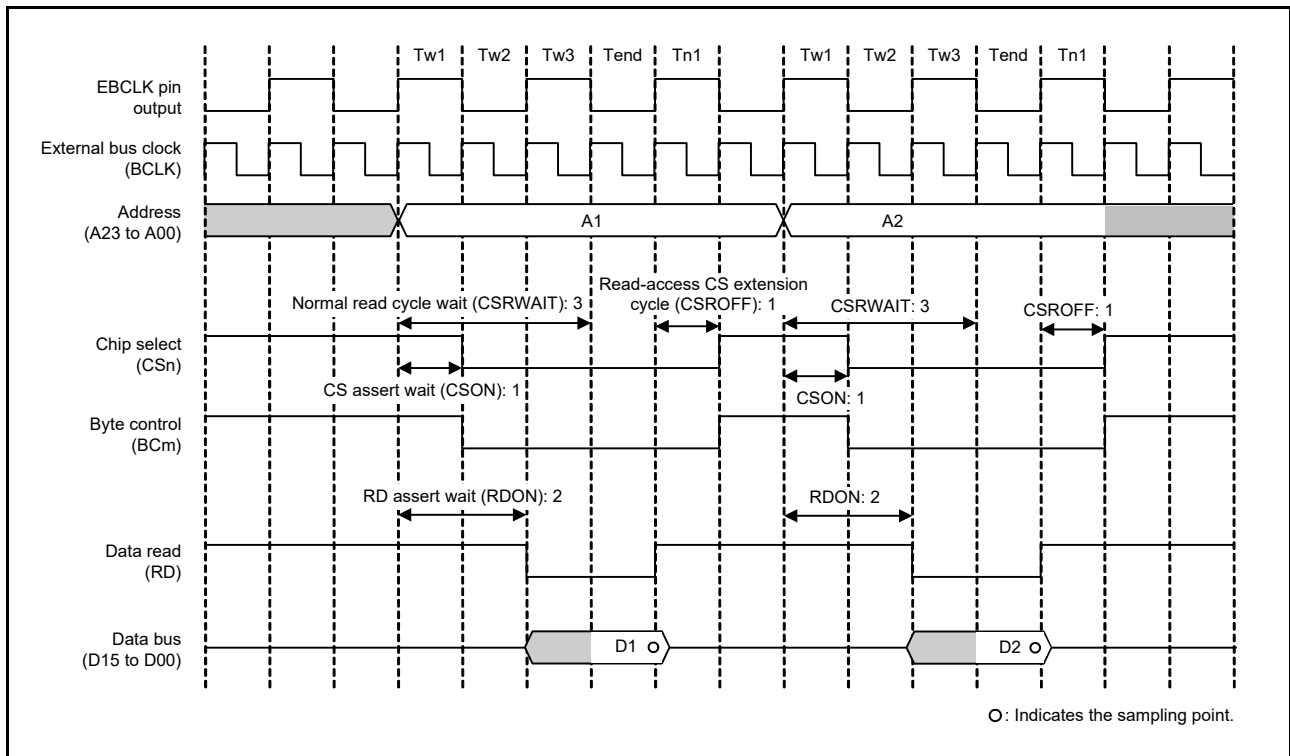 Tw1 Tw2 Tw3 Tend Tn1 Tw1 Tw2 Tw3 Tend Tn1
EBCLK pin
output
External bus clock
(BCLK)
Address
(A23 to A00)
A1 A2
Normal read cycle wait (CSRWAIT): 3
Read-access CS extension
cycle (CSROFF): 1
CSRWAIT: 3
CSROFF: 1
Chip select
(CSn)
CS assert wait (CSON): 1
CSON: 1
Byte control
(BCm)
RD assert wait (RDON): 2
RDON: 2
Data read
(RD)
Data bus
(D15 to D00)
D1 D2
: Indicates the sampling point.